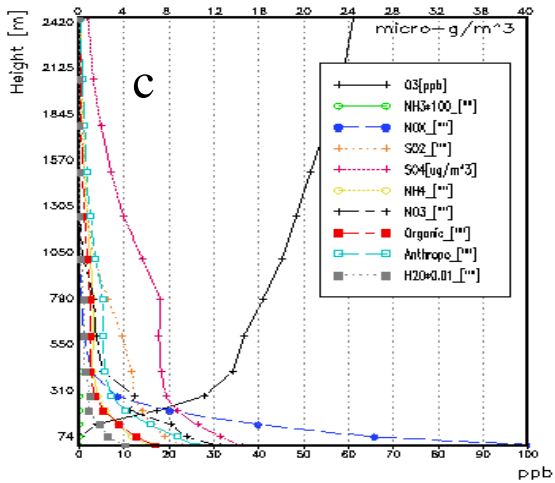 0 4 8 12 16 20 24 28 32 36 40
micro-g/m^3
Height [m]
2420
2125
1845
1570
1305
1050
780
550
310
74
C
O3[ppb]
NH3*100_[""]
NOX_[""]
SO2_[""]
SO4[ug/m^3]
NH4_[""]
NO3_[""]
Organic_[""]
Anthropo_[""]
H2O*0.01_[""]
0 10 20 30 40 50 60 70 80 90 100
ppb